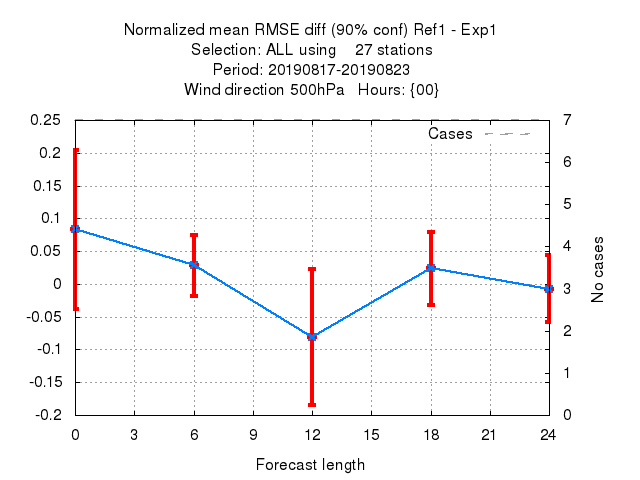 Normalized mean RMSE diff (90% conf) Ref1 - Exp1
Selection: ALL using    27 stations
Period: 20190817-20190823
Wind direction 500hPa   Hours: {00}
Cases
0.25
0.2
0.15
0.1
0.05
0
-0.05
-0.1
-0.15
-0.2
7
6
5
4
3
2
1
0
No cases
0 3 6 9 12 15 18 21 24
Forecast length